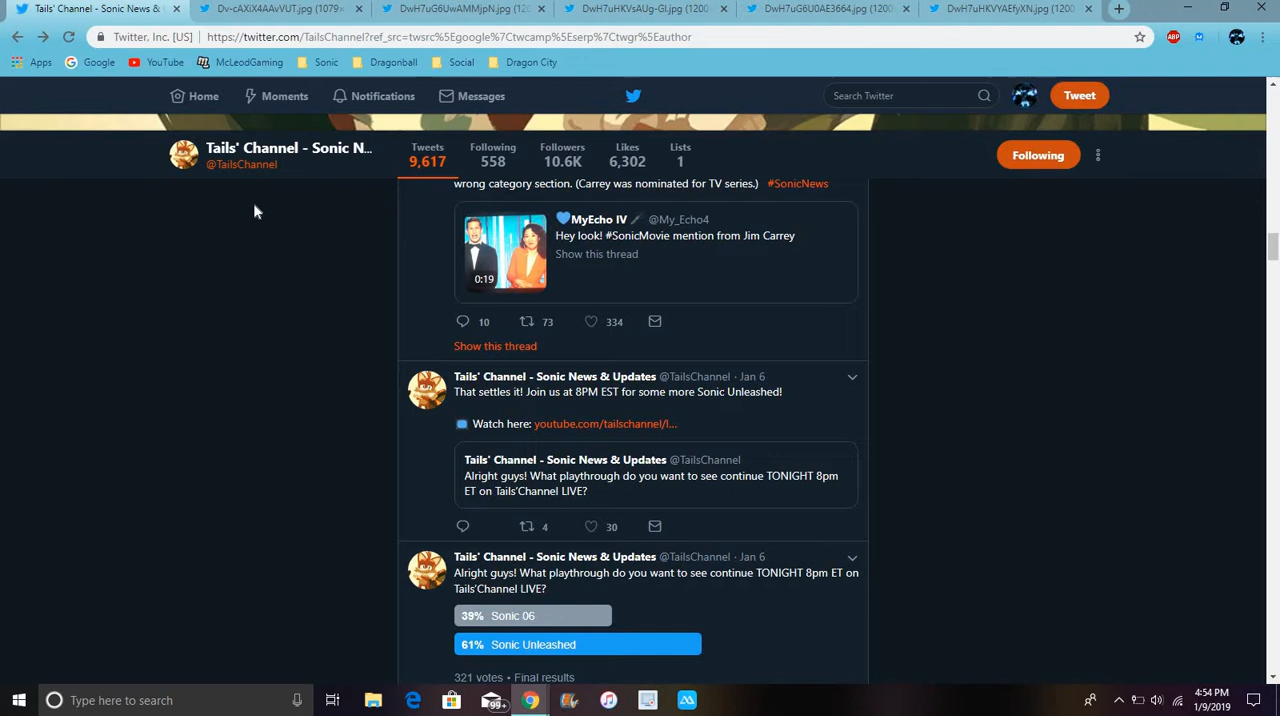 Tails' Channel - Sonic News & U
Dv-cAXiX4AAvVUT.jpg (1079×
DwH7uG6UwAMMjpN.jpg (12
DwH7uHKVsAUg-GI.jpg (1200
DwH7uG6U0AE3664.jpg (1200×
DwH7uHKVYAEfyXN.jpg (1200
Twitter, Inc. [US] | https://twitter.com/TailsChannel?ref_src=twsrc%5Egoogle%7Ctwcamp%5Eserp%7Ctwgr%5Eauthor
ABP
Apps Google YouTube McLeodGaming Sonic Dragonball Social Dragon City
Home Moments Notifications Messages Search Twitter Tweet
Tails' Channel - Sonic N...
@TailsChannel
Tweets Following Followers Likes Lists
9,617 558 10.6K 6,302 1
Following
wrong category section. (Carrey was nominated for TV series.) #SonicNews
MyEcho IV @My_Echo4
Hey look! #SonicMovie mention from Jim Carrey
Show this thread
0:19
10 73 334
Show this thread
Tails' Channel - Sonic News & Updates @TailsChannel · Jan 6
That settles it! Join us at 8PM EST for some more Sonic Unleashed!
Watch here: youtube.com/tailschannel/l...
Tails' Channel - Sonic News & Updates @TailsChannel
Alright guys! What playthrough do you want to see continue TONIGHT 8pm
ET on Tails'Channel LIVE?
4 30
Tails' Channel - Sonic News & Updates @TailsChannel · Jan 6
Alright guys! What playthrough do you want to see continue TONIGHT 8pm ET on
Tails'Channel LIVE?
39% Sonic 06
61% Sonic Unleashed
321 votes • Final results
Type here to search
99+
4:54 PM
1/9/2019